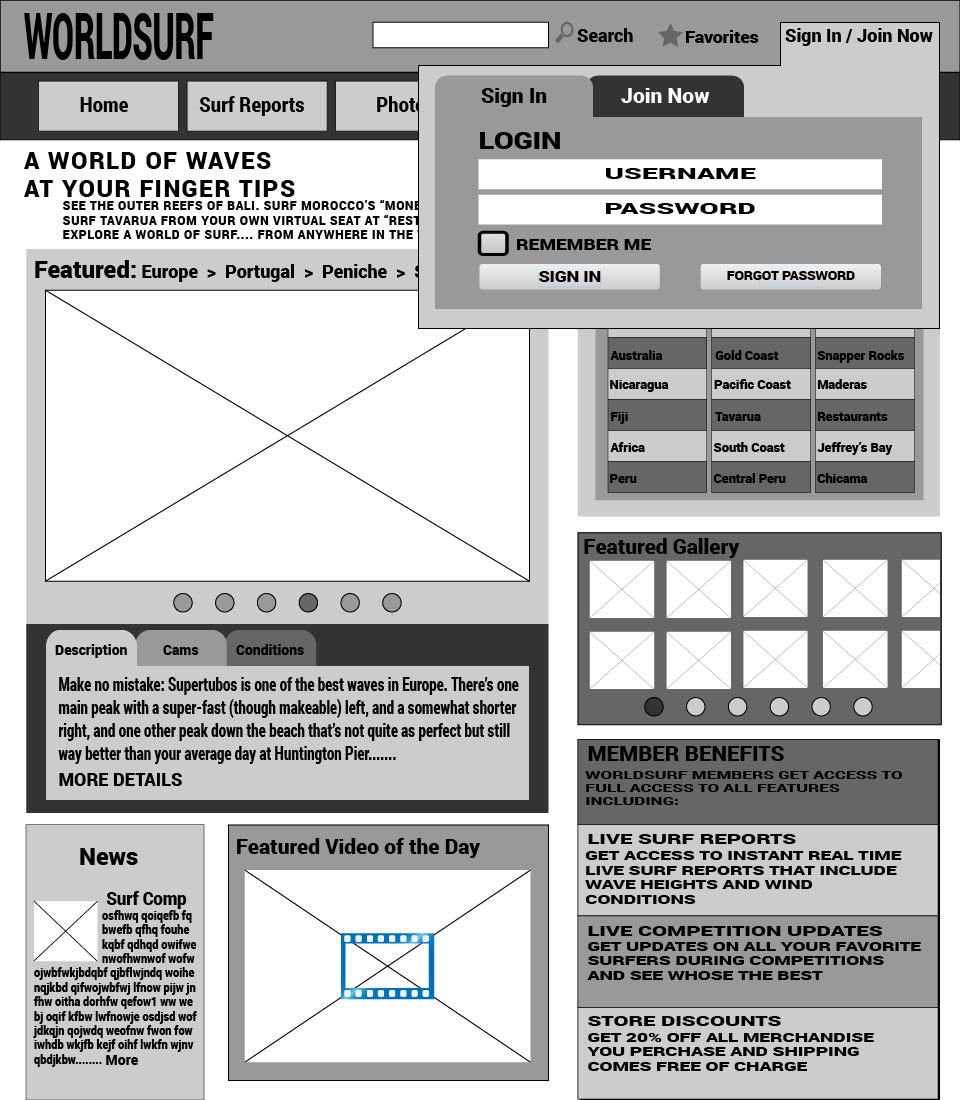 WORLDSURF
Search
Favorites
Sign In / Join Now
Home
Surf Reports
Sign In
Join Now
LOGIN
USERNAME
PASSWORD
REMEMBER ME
SIGN IN
FORGOT PASSWORD
A WORLD OF WAVES
AT YOUR FINGER TIPS
SEE THE OUTER REEFS OF BALI. SURF MOROCCO’S
SURF TAVARUA FROM YOUR OWN VIRTUAL SEAT AT
EXPLORE A WORLD OF SURF.... FROM ANYWHERE IN THE
Featured: Europe > Portugal > Peniche >
Australia Gold Coast Snapper Rocks
Nicaragua Pacific Coast Maderas
Fiji Tavarua Restaurants
Africa South Coast Jeffrey’s Bay
Peru Central Peru Chicama
Description
Cams
Conditions
Make no mistake: Supertubos is one of the best waves in Europe. There’s one
main peak with a super-fast (though makeable) left, and a somewhat shorter
right, and one other peak down the beach that’s not quite as perfect but still
way better than your average day at Huntington Pier.......
MORE DETAILS
Featured Gallery
MEMBER BENEFITS
WORLDSURF MEMBERS GET ACCESS TO
FULL ACCESS TO ALL FEATURES
INCLUDING:
LIVE SURF REPORTS
GET ACCESS TO INSTANT REAL TIME
LIVE SURF REPORTS THAT INCLUDE
WAVE HEIGHTS AND WIND
CONDITIONS
LIVE COMPETITION UPDATES
GET UPDATES ON ALL YOUR FAVORITE
SURFERS DURING COMPETITIONS
AND SEE WHOSE THE BEST
STORE DISCOUNTS
GET 20% OFF ALL MERCHANDISE
YOU PERCHASE AND SHIPPING
COMES FREE OF CHARGE
News
Surf Comp
osfhwq qoiqefb fq
bwefb qfhq fouhe
kqbf qdhqd owifwe
nwofhwnwof wofw
ojwbfwkjbdqbf qjbflwjndq woihe
nqjkbd qifwojwbfwj lfnow pijw jn
fhw oitha dorhfw qefow1 ww we
bj oqif kfbw lwfnowje osdjsd wof
jdkqjn qojwdq weofnw fwon fow
iwhdb wkjfb kejf oihf lwkfn wjnv
qbdjkbw........ More
Featured Video of the Day